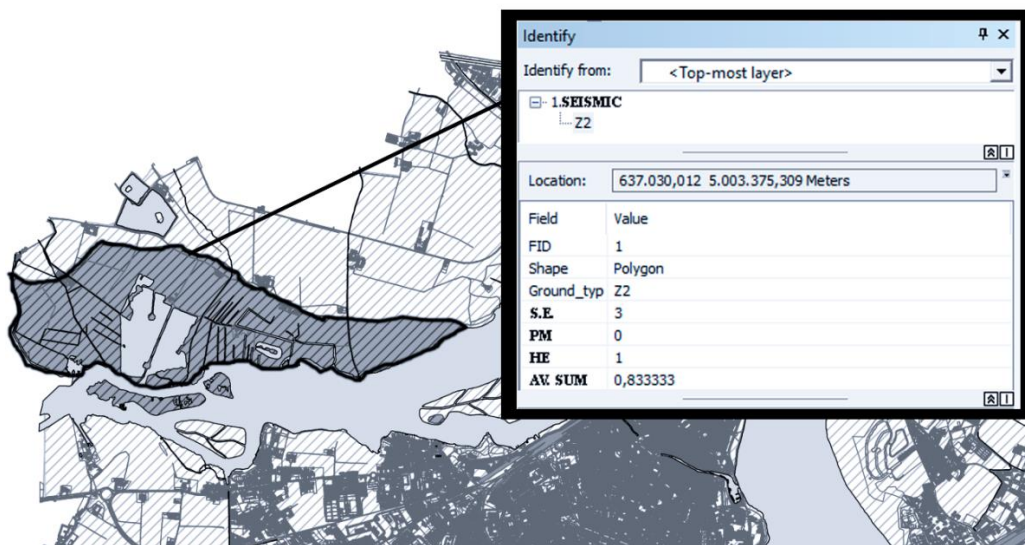 Identify
Identify from: <Top-most layer>
1.SEISMIC
Z2
Location: 637.030,012 5.003.375,309 Meters
Field Value
FID 1
Shape Polygon
Ground_typ Z2
S.E. 3
PM 0
HE 1
AV. SUM 0,833333